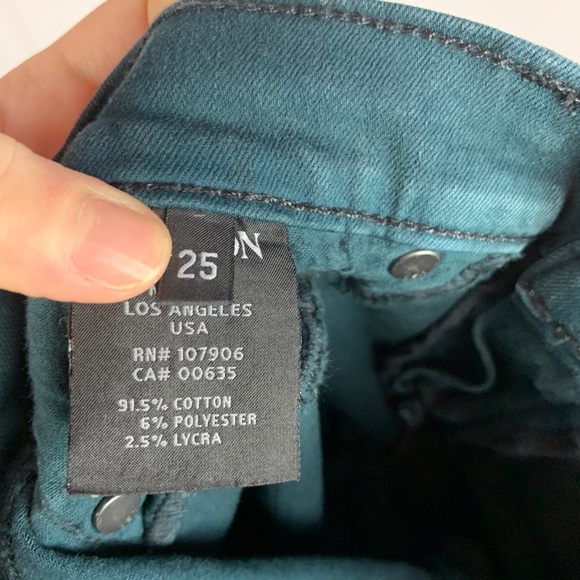 25
LOS ANGELES
USA
RN# 107906
CA# 00635
91.5% COTTON
6% POLYESTER
2.5% LYCRA